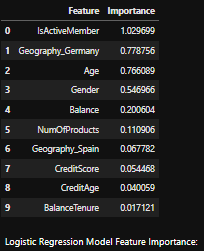 Feature Importance
0 IsActiveMember 1.029699
1 Geography_Germany 0.778756
2 Age 0.766089
3 Gender 0.546966
4 Balance 0.200604
5 NumOfProducts 0.110906
6 Geography_Spain 0.067782
7 CreditScore 0.054468
8 CreditAge 0.040059
9 BalanceTenure 0.017121
Logistic Regression Model Feature Importance: